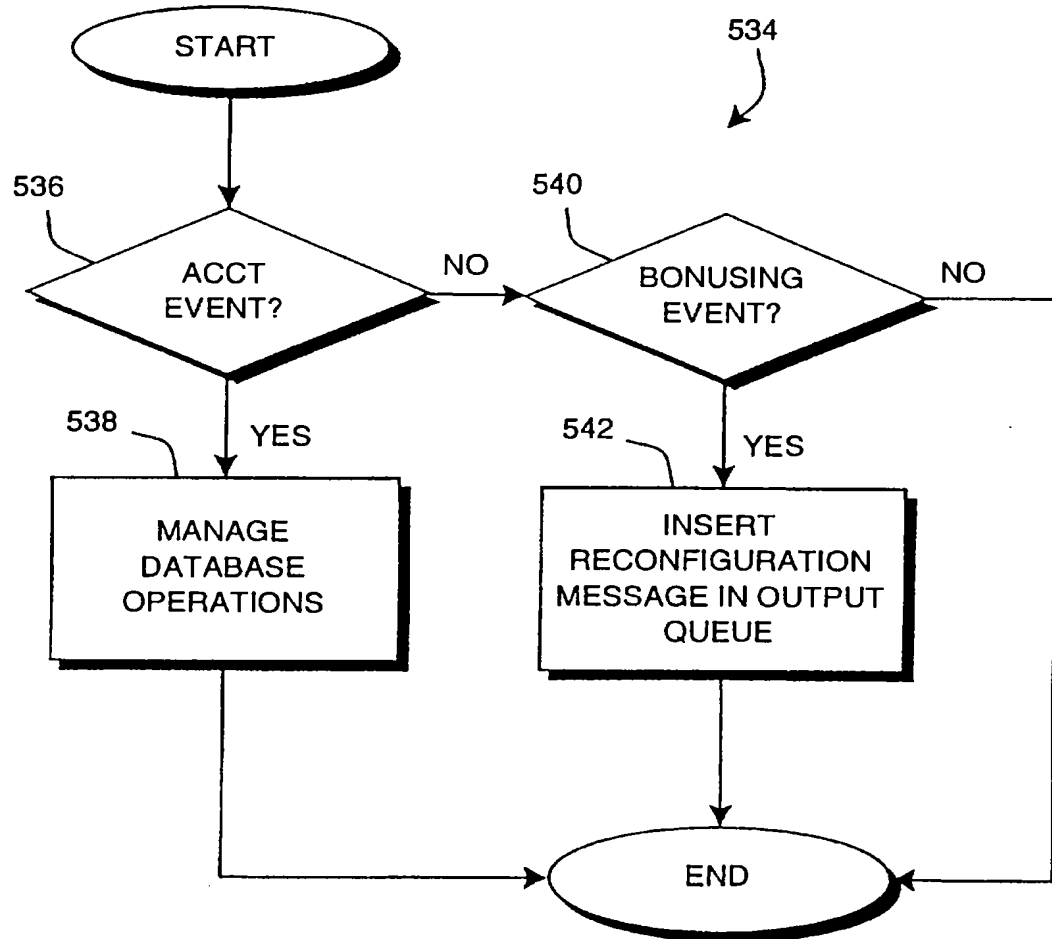 START
534
536
ACCT
EVENT?
NO
540
BONUSING
EVENT?
NO
538
YES
MANAGE
DATABASE
OPERATIONS
542
YES
INSERT
RECONFIGURATION
MESSAGE IN OUTPUT
QUEUE
END